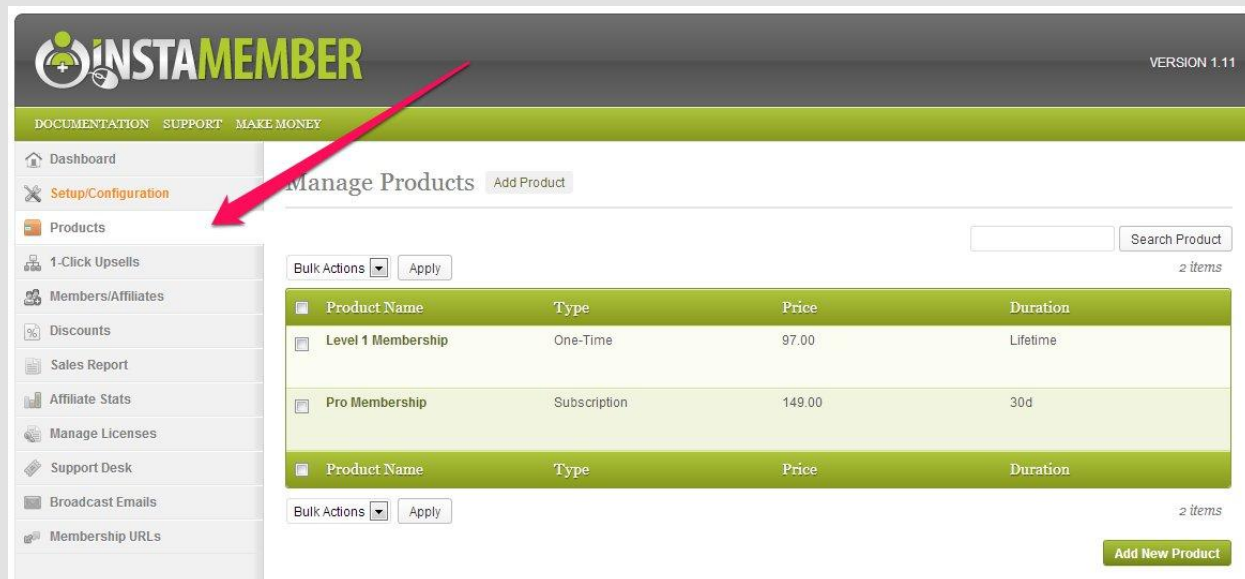 INSTAMEMBER
VERSION 1.11
DOCUMENTATION SUPPORT MAKE MONEY
Dashboard
Setup/Configuration
Products
1-Click Upsells
Members/Affiliates
Discounts
Sales Report
Affiliate Stats
Manage Licenses
Support Desk
Broadcast Emails
Membership URLs
Manage Products Add Product
Search Product
Bulk Actions Apply 2 items
Product Name Type Price Duration
Level 1 Membership One-Time 97.00 Lifetime
Pro Membership Subscription 149.00 30d
Product Name Type Price Duration
Bulk Actions Apply 2 items
Add New Product